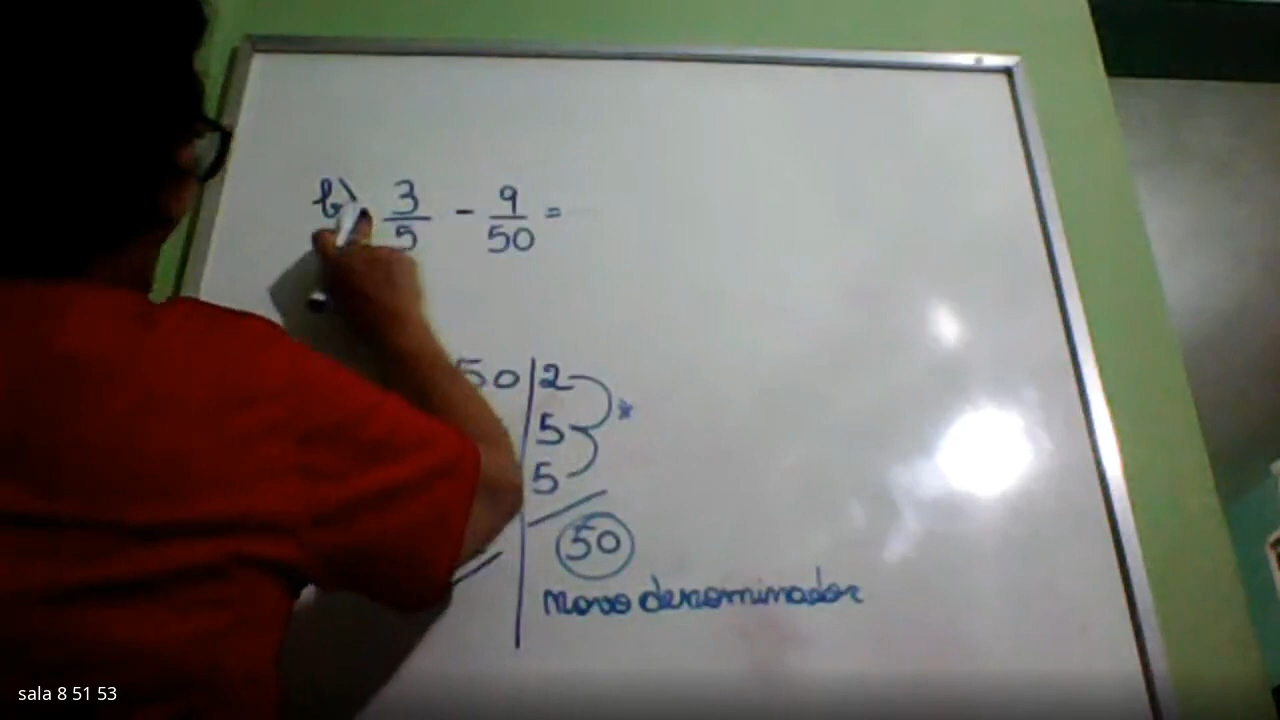 b) 3/5 - 9/50 =
50 | 2
5 *
5
50
novo denominador
sala 8 51 53